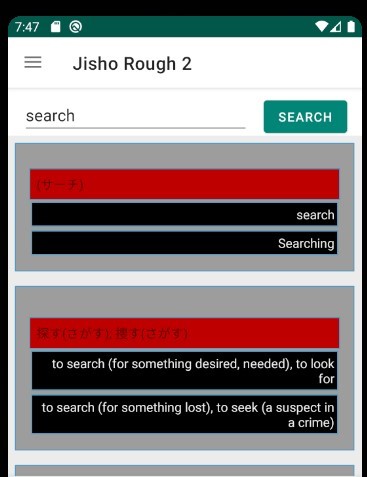 7:47
Jisho Rough 2
search
SEARCH
(サーチ)
search
Searching
探す(さがす); 捜す(さがす)
to search (for something desired, needed), to look
for
to search (for something lost), to seek (a suspect in
a crime)